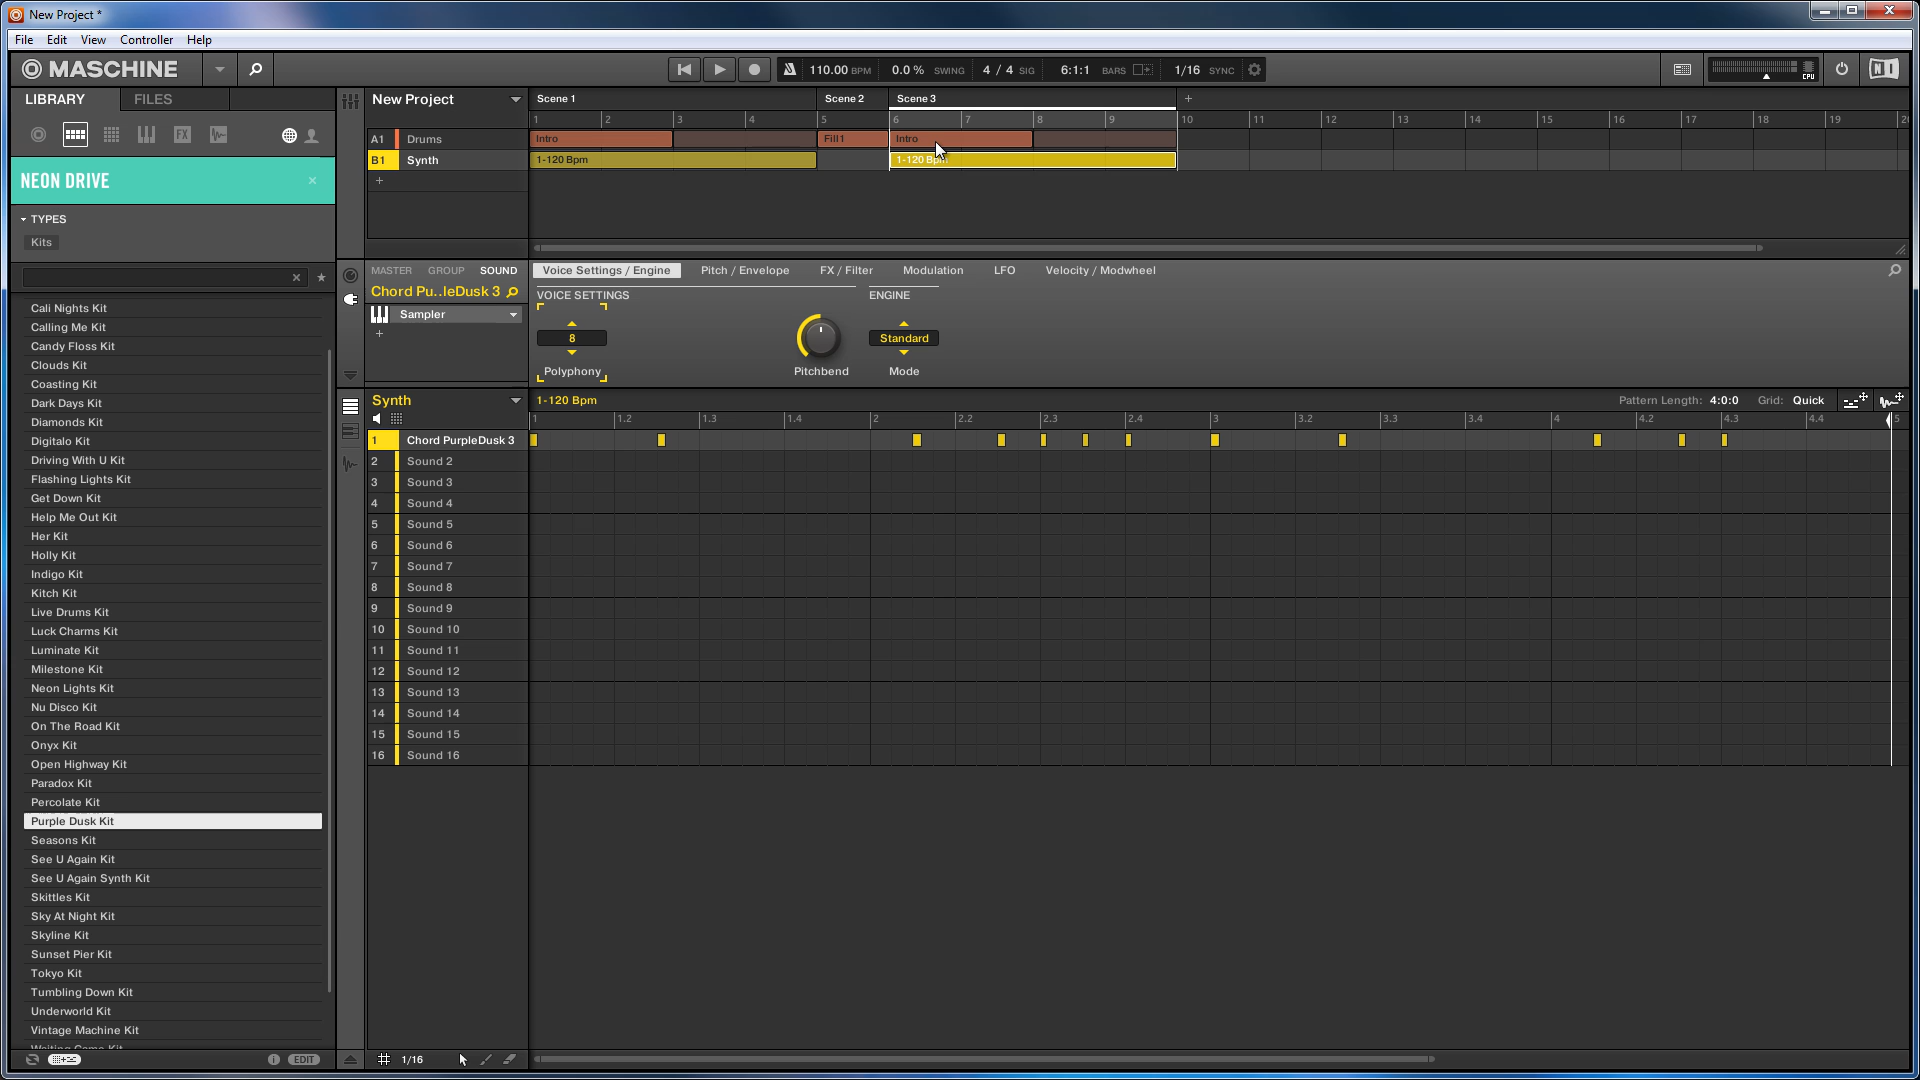 New Project *
File Edit View Controller Help
MASCHINE
110.00 BPM 0.0 % SWING 4 / 4 SIG 6:1:1 BARS 1/16 SYNC CPU
LIBRARY FILES
New Project
Scene 1 Scene 2 Scene 3 +
1 2 3 4 5 6 7 8 9 10 11 12 13 14 15 16 17 18 19 20
FX
A1 Drums Intro Fill1 Intro
B1 Synth 1-120 Bpm 1-120 Bpm
+
NEON DRIVE
TYPES
Kits
MASTER GROUP SOUND
Voice Settings / Engine Pitch / Envelope FX / Filter Modulation LFO Velocity / Modwheel
Chord Pu..leDusk 3
VOICE SETTINGS ENGINE
Sampler
+
8 Standard
Polyphony Pitchbend Mode
Cali Nights Kit
Calling Me Kit
Candy Floss Kit
Clouds Kit
Coasting Kit
Dark Days Kit
Diamonds Kit
Digitalo Kit
Driving With U Kit
Flashing Lights Kit
Get Down Kit
Help Me Out Kit
Her Kit
Holly Kit
Indigo Kit
Kitch Kit
Live Drums Kit
Luck Charms Kit
Luminate Kit
Milestone Kit
Neon Lights Kit
Nu Disco Kit
On The Road Kit
Onyx Kit
Open Highway Kit
Paradox Kit
Percolate Kit
Purple Dusk Kit
Seasons Kit
See U Again Kit
See U Again Synth Kit
Skittles Kit
Sky At Night Kit
Skyline Kit
Sunset Pier Kit
Tokyo Kit
Tumbling Down Kit
Underworld Kit
Vintage Machine Kit
Waiting Game Kit
EDIT
Synth
1-120 Bpm
Pattern Length: 4:0:0 Grid: Quick
1 1.2 1.3 1.4 2 2.2 2.3 2.4 3 3.2 3.3 3.4 4 4.2 4.3 4.4 5
1 Chord PurpleDusk 3
2 Sound 2
3 Sound 3
4 Sound 4
5 Sound 5
6 Sound 6
7 Sound 7
8 Sound 8
9 Sound 9
10 Sound 10
11 Sound 11
12 Sound 12
13 Sound 13
14 Sound 14
15 Sound 15
16 Sound 16
1/16